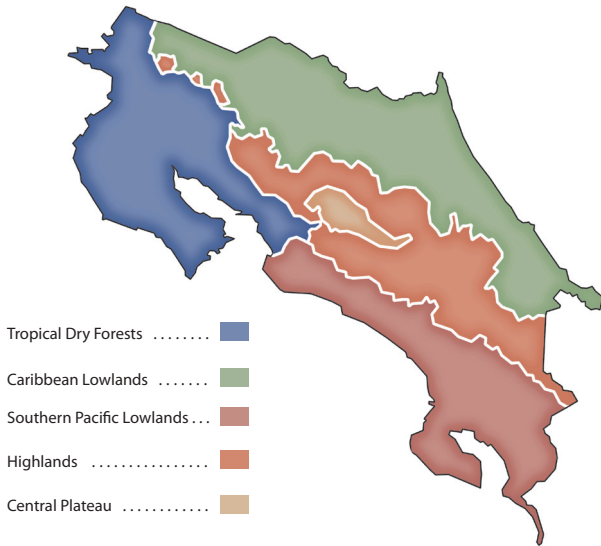 Tropical Dry Forests ........
Caribbean Lowlands .......
Southern Pacific Lowlands ...
Highlands ................
Central Plateau ...........